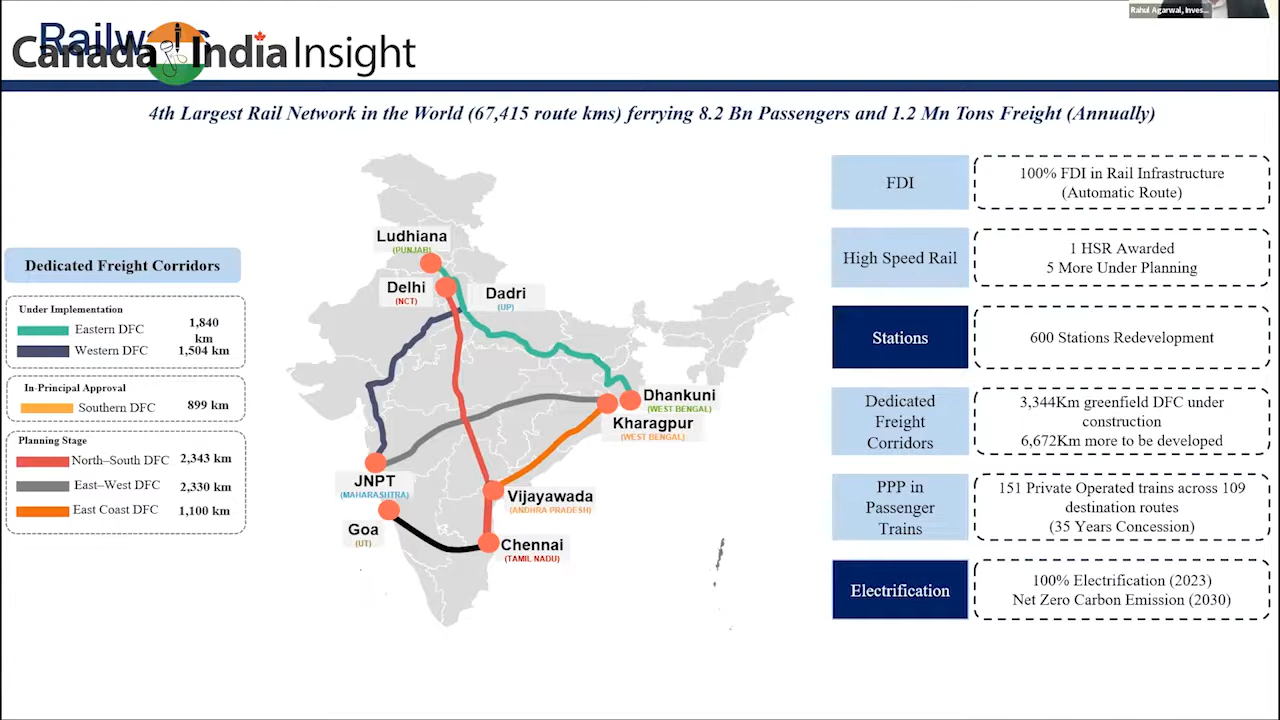 Rahul Agarwal, Inves...
Railways
Canada India Insight
4th Largest Rail Network in the World (67,415 route kms) ferrying 8.2 Bn Passengers and 1.2 Mn Tons Freight (Annually)
Dedicated Freight Corridors
Under Implementation
Eastern DFC 1,840 km
Western DFC 1,504 km
In-Principal Approval
Southern DFC 899 km
Planning Stage
North–South DFC 2,343 km
East–West DFC 2,330 km
East Coast DFC 1,100 km
Ludhiana
(PUNJAB)
Delhi
(NCT)
Dadri
(UP)
Dhankuni
(WEST BENGAL)
Kharagpur
(WEST BENGAL)
JNPT
(MAHARASHTRA)
Vijayawada
(ANDHRA PRADESH)
Goa
(UT)
Chennai
(TAMIL NADU)
FDI
100% FDI in Rail Infrastructure
(Automatic Route)
High Speed Rail
1 HSR Awarded
5 More Under Planning
Stations
600 Stations Redevelopment
Dedicated
Freight
Corridors
3,344Km greenfield DFC under
construction
6,672Km more to be developed
PPP in
Passenger
Trains
151 Private Operated trains across 109
destination routes
(35 Years Concession)
Electrification
100% Electrification (2023)
Net Zero Carbon Emission (2030)